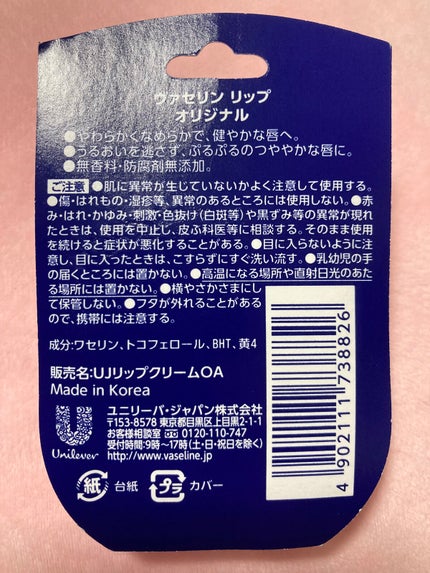 ヴァセリン リップ
オリジナル
●やわらかくなめらかで、健やかな唇へ。
●うるおいを逃さず、ぷるぷるのつややかな唇に。
●無香料・防腐剤無添加。
ご注意 ●肌に異常が生じていないかよく注意して使用する。
●傷・はれもの・湿疹等、異常のあるところには使用しない。●赤
み・はれ・かゆみ・刺激・色抜け(白斑等)や黒ずみ等の異常が現れ
たときは、使用を中止し、皮ふ科医等に相談する。そのまま使用
を続けると症状が悪化することがある。●目に入らないように注
意し、目に入ったときは、こすらずにすぐ洗い流す。●乳幼児の手
の届くところには置かない。●高温になる場所や直射日光のあた
る場所には置かない。●横やさかさまにし
て保管しない。●フタが外れることがある
ので、携帯には注意する。
成分:ワセリン、トコフェロール、BHT、黄4
販売名:UJリップクリームOA
Made in Korea
ユニリーバ・ジャパン株式会社
〒153-8578 東京都目黒区上目黒2-1-1
お客様相談室 0120-110-747
受付時間:9時〜17時(土・日・祝日を除く)
http://www.vaseline.jp/
Unilever
紙 台紙 プラ カバー
4 902111 738826